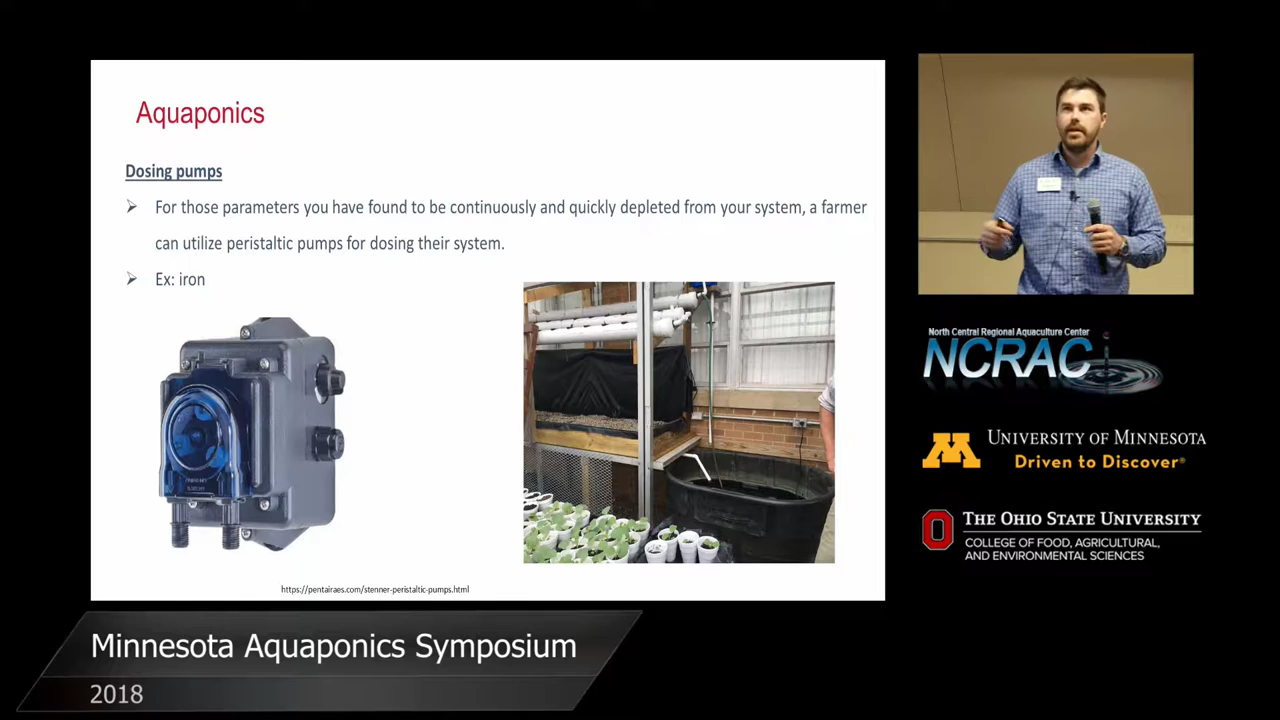 Aquaponics
Dosing pumps
For those parameters you have found to be continuously and quickly depleted from your system, a farmer
can utilize peristaltic pumps for dosing their system.
Ex: iron
https://pentairaes.com/stenner-peristaltic-pumps.html
North Central Regional Aquaculture Center
NCRAC
M
UNIVERSITY OF MINNESOTA
Driven to Discover®
O
THE OHIO STATE UNIVERSITY
COLLEGE OF FOOD, AGRICULTURAL,
AND ENVIRONMENTAL SCIENCES
Minnesota Aquaponics Symposium
2018